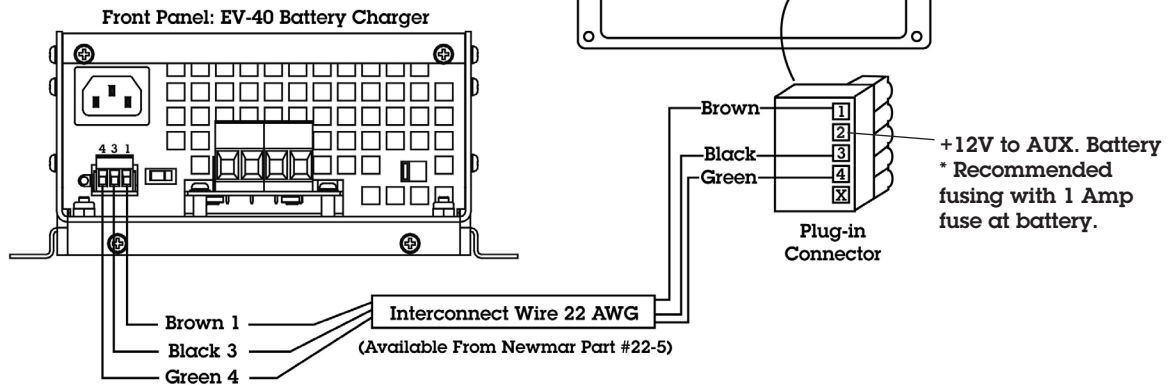 Front Panel: EV-40 Battery Charger
4 3 1
Brown
Black
Green
1
2
3
4
X
+12V to AUX. Battery
* Recommended
fusing with 1 Amp
fuse at battery.
Plug-in
Connector
Brown 1
Black 3
Green 4
Interconnect Wire 22 AWG
(Available From Newmar Part #22-5)